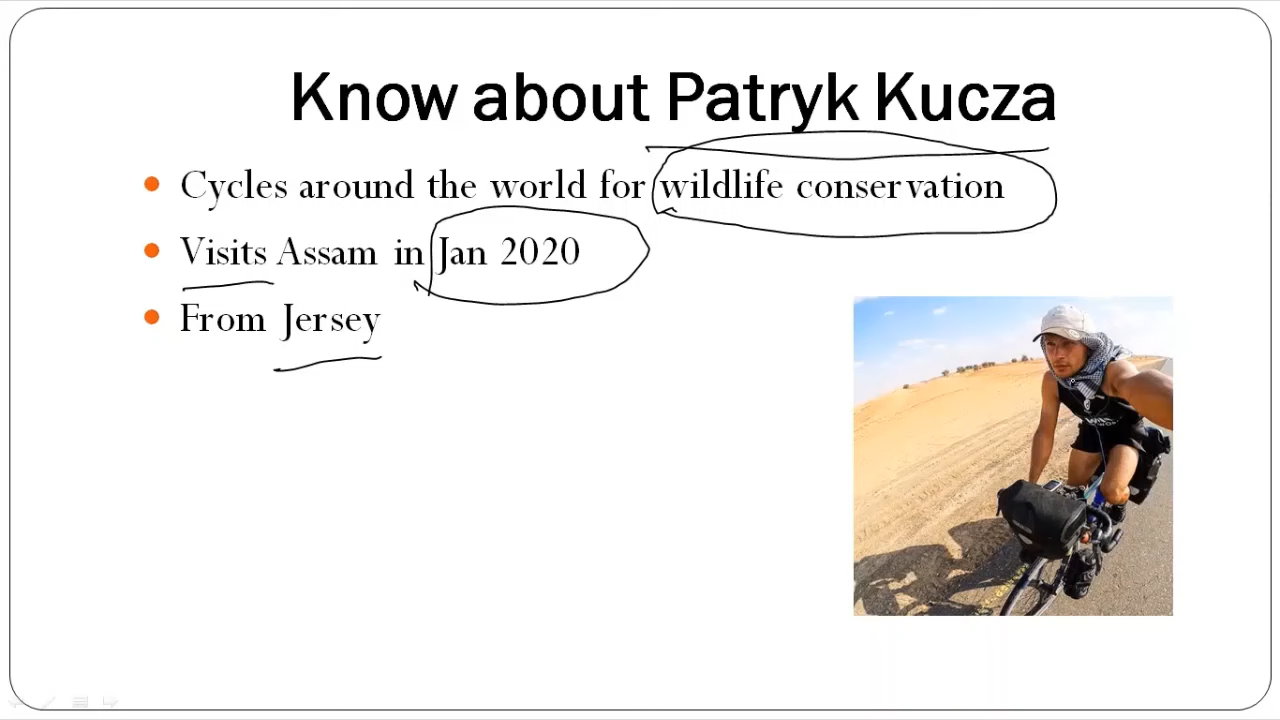 Know about Patryk Kucza
Cycles around the world for wildlife conservation
Visits Assam in Jan 2020
From Jersey